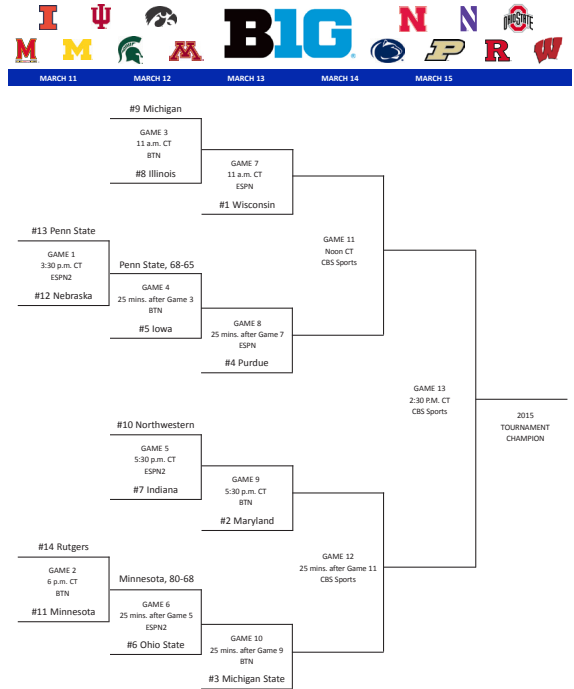 B1G
OHIO STATE
MARCH 11 MARCH 12 MARCH 13 MARCH 14 MARCH 15
#9 Michigan
GAME 3
11 a.m. CT
BTN
#8 Illinois
GAME 7
11 a.m. CT
ESPN
#1 Wisconsin
#13 Penn State
GAME 1
3:30 p.m. CT
ESPN2
#12 Nebraska
Penn State, 68-65
GAME 4
25 mins. after Game 3
BTN
#5 Iowa
GAME 8
25 mins. after Game 7
ESPN
#4 Purdue
GAME 11
Noon CT
CBS Sports
GAME 13
2:30 P.M. CT
CBS Sports
2015
TOURNAMENT
CHAMPION
#10 Northwestern
GAME 5
5:30 p.m. CT
ESPN2
#7 Indiana
GAME 9
5:30 p.m. CT
BTN
#2 Maryland
#14 Rutgers
GAME 2
6 p.m. CT
BTN
#11 Minnesota
Minnesota, 80-68
GAME 6
25 mins. after Game 5
ESPN2
#6 Ohio State
GAME 10
25 mins. after Game 9
BTN
#3 Michigan State
GAME 12
25 mins. after Game 11
CBS Sports